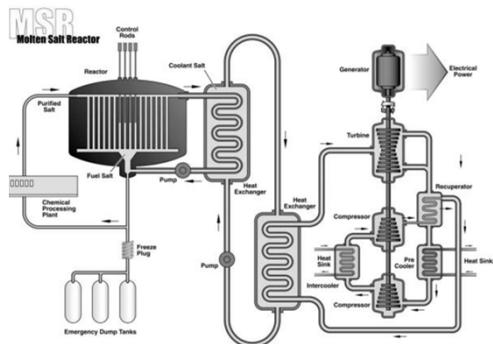 MSR
Molten Salt Reactor
Control
Rods
Reactor
Coolant Salt
Purified
Salt
Fuel Salt
Pump
Heat
Exchanger
Chemical
Processing
Plant
Freeze
Plug
Emergency Dump Tanks
Pump
Heat
Exchanger
Generator
Electrical
Power
Turbine
Recuperator
Compressor
Heat
Sink
Intercooler
Pre
Cooler
Heat Sink
Compressor